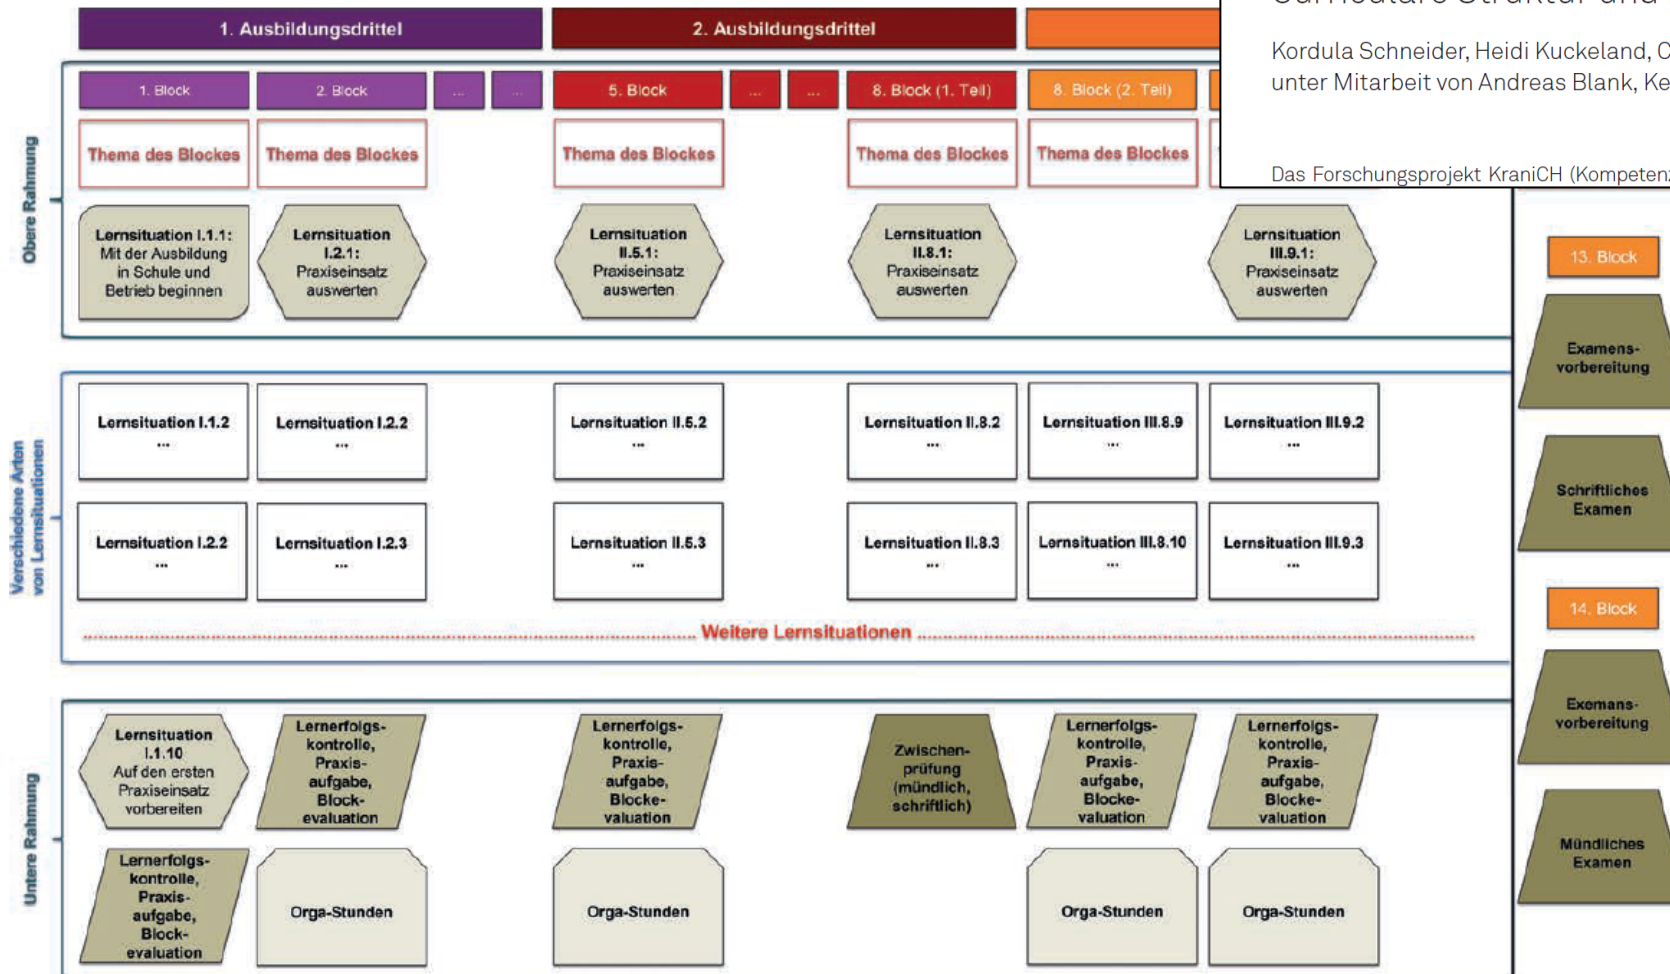 1. Ausbildungsdrittel
2. Ausbildungsdrittel
Kordula Schneider, Heidi Kuckeland, C
unter Mitarbeit von Andreas Blank, Ke
Das Forschungsprojekt KraniCH (Kompetenz
Obere Rahmung
1. Block
2. Block
...
...
5. Block
...
...
8. Block (1. Teil)
8. Block (2. Teil)
Thema des Blockes
Thema des Blockes
Thema des Blockes
Thema des Blockes
Thema des Blockes
Lernsituation I.1.1:
Mit der Ausbildung
in Schule und
Betrieb beginnen
Lernsituation
I.2.1:
Praxiseinsatz
auswerten
Lernsituation
II.5.1:
Praxiseinsatz
auswerten
Lernsituation
II.8.1:
Praxiseinsatz
auswerten
Lernsituation
III.9.1:
Praxiseinsatz
auswerten
Verschiedene Arten
von Lernsituationen
Lernsituation I.1.2
...
Lernsituation I.2.2
...
Lernsituation II.5.2
...
Lernsituation II.8.2
...
Lernsituation III.8.9
...
Lernsituation III.9.2
...
Lernsituation I.2.2
...
Lernsituation I.2.3
...
Lernsituation II.5.3
...
Lernsituation II.8.3
...
Lernsituation III.8.10
...
Lernsituation III.9.3
...
Weitere Lernsituationen
Untere Rahmung
Lernsituation
I.1.10
Auf den ersten
Praxiseinsatz
vorbereiten
Lernerfolgs-
kontrolle,
Praxis-
aufgabe,
Block-
evaluation
Lernerfolgs-
kontrolle,
Praxis-
aufgabe,
Blocke-
valuation
Zwischen-
prüfung
(mündlich,
schriftlich)
Lernerfolgs-
kontrolle,
Praxis-
aufgabe,
Blocke-
valuation
Lernerfolgs-
kontrolle,
Praxis-
aufgabe,
Blocke-
valuation
Lernerfolgs-
kontrolle,
Praxis-
aufgabe,
Block-
evaluation
Orga-Stunden
Orga-Stunden
Orga-Stunden
Orga-Stunden
13. Block
Examens-
vorbereitung
Schriftliches
Examen
14. Block
Exemans-
vorbereitung
Mündliches
Examen